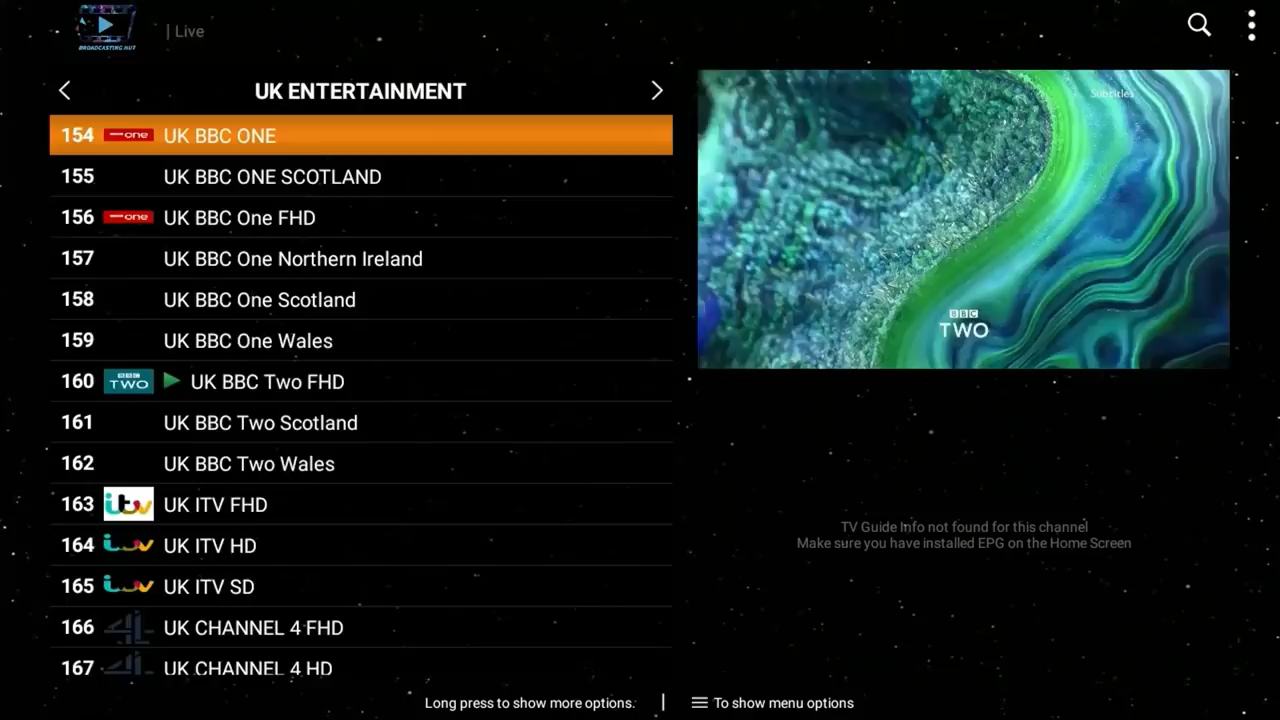 BROADCASTING HUT
| Live
UK ENTERTAINMENT
154 one UK BBC ONE
155 UK BBC ONE SCOTLAND
156 one UK BBC One FHD
157 UK BBC One Northern Ireland
158 UK BBC One Scotland
159 UK BBC One Wales
160 BBC TWO UK BBC Two FHD
161 UK BBC Two Scotland
162 UK BBC Two Wales
163 itv UK ITV FHD
164 itv UK ITV HD
165 itv UK ITV SD
166 4 UK CHANNEL 4 FHD
167 4 UK CHANNEL 4 HD
Subtitles
BBC
TWO
TV Guide Info not found for this channel
Make sure you have installed EPG on the Home Screen
Long press to show more options. | To show menu options